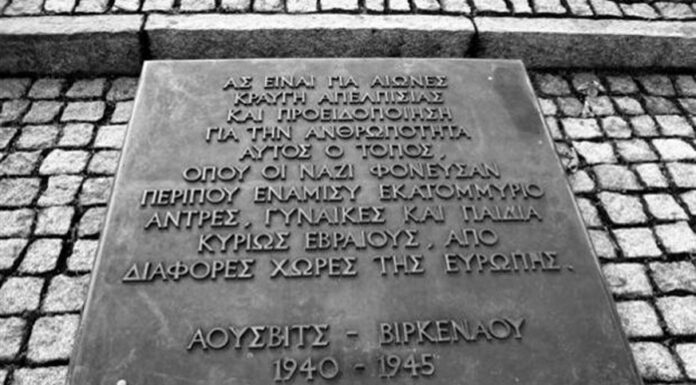 ΑΣ ΕΙΝΑΙ ΓΙΑ ΑΙΩΝΕΣ
ΚΡΑΥΓΗ ΑΠΕΛΠΙΣΙΑΣ
ΚΑΙ ΠΡΟΕΙΔΟΠΟΙΗΣΗ
ΓΙΑ ΤΗΝ ΑΝΘΡΩΠΟΤΗΤΑ
ΑΥΤΟΣ Ο ΤΟΠΟΣ,
ΟΠΟΥ ΟΙ ΝΑΖΙ ΦΟΝΕΥΣΑΝ
ΠΕΡΙΠΟΥ ΕΝΑΜΙΣΥ ΕΚΑΤΟΜΜΥΡΙΟ
ΑΝΤΡΕΣ, ΓΥΝΑΙΚΕΣ ΚΑΙ ΠΑΙΔΙΑ
ΚΥΡΙΩΣ ΕΒΡΑΙΟΥΣ, ΑΠΟ
ΔΙΑΦΟΡΕΣ ΧΩΡΕΣ ΤΗΣ ΕΥΡΩΠΗΣ.
ΑΟΥΣΒΙΤΣ - ΒΙΡΚΕΝΑΟΥ
1940 - 1945